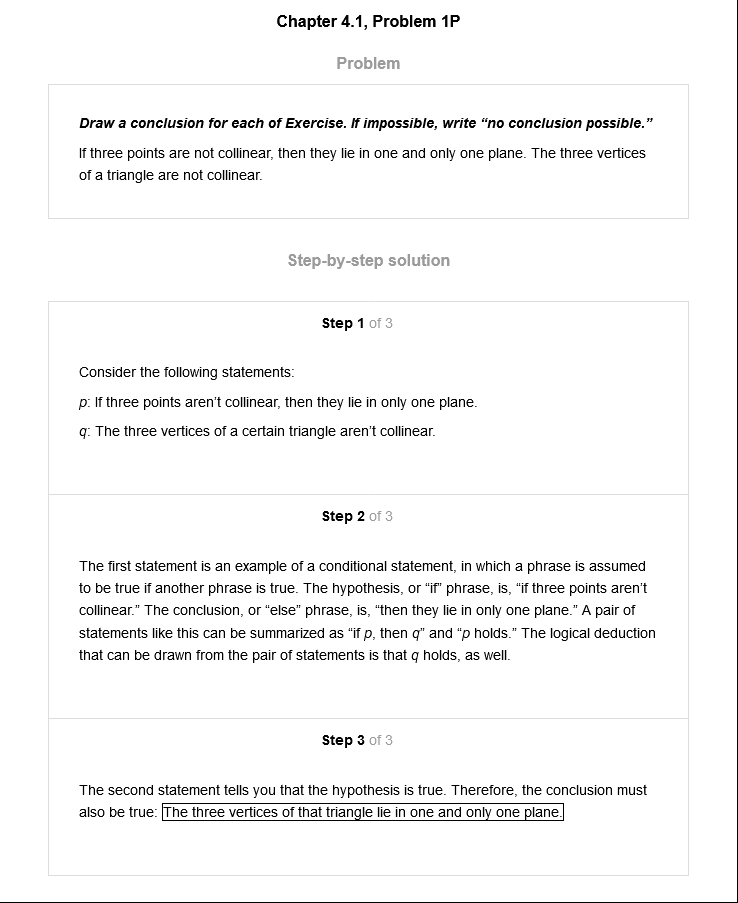 Chapter 4.1, Problem 1P
Problem
Draw a conclusion for each of Exercise. If impossible, write “no conclusion possible.”
If three points are not collinear, then they lie in one and only one plane. The three vertices
of a triangle are not collinear.
Step-by-step solution
Step 1 of 3
Consider the following statements:
p: If three points aren’t collinear, then they lie in only one plane.
q: The three vertices of a certain triangle aren’t collinear.
Step 2 of 3
The first statement is an example of a conditional statement, in which a phrase is assumed
to be true if another phrase is true. The hypothesis, or “if” phrase, is, “if three points aren’t
collinear.” The conclusion, or “else” phrase, is, “then they lie in only one plane.” A pair of
statements like this can be summarized as “if p, then q” and “p holds.” The logical deduction
that can be drawn from the pair of statements is that q holds, as well.
Step 3 of 3
The second statement tells you that the hypothesis is true. Therefore, the conclusion must
also be true: The three vertices of that triangle lie in one and only one plane.